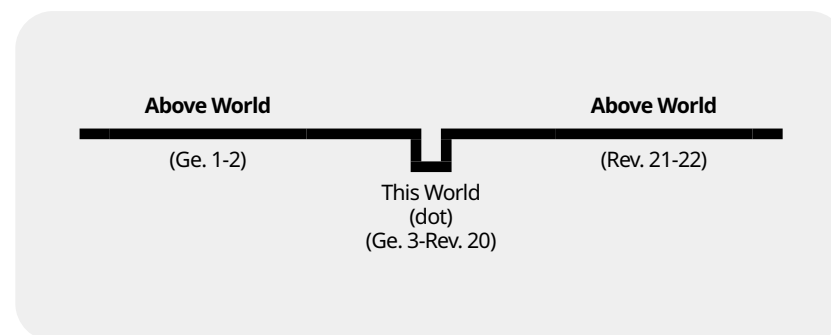 Above World
Above World
(Ge. 1-2)
(Rev. 21-22)
This World
(dot)
(Ge. 3-Rev. 20)